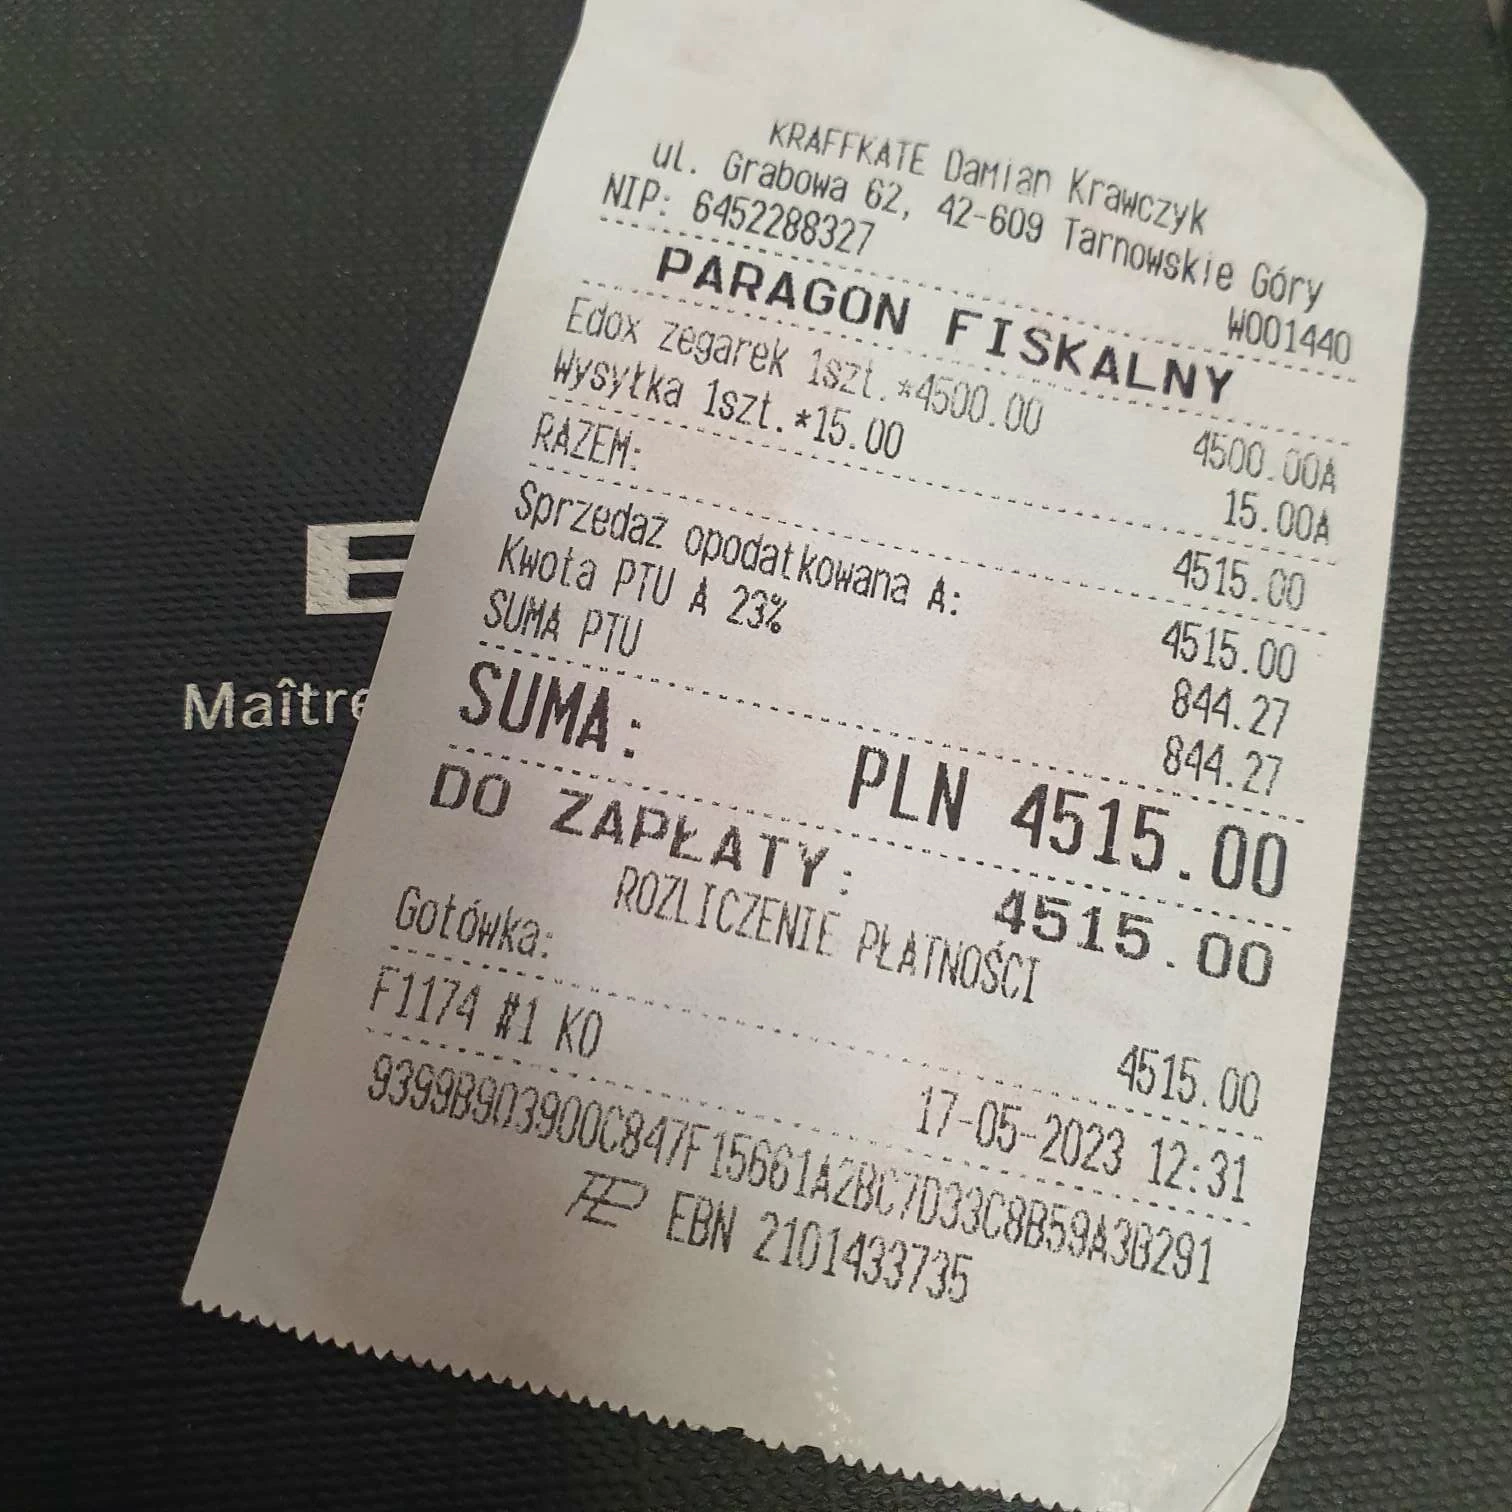 KRAFFKATE Damian Krawczyk
ul. Grabowa 62, 42-609 Tarnowskie Góry
NIP: 6452288327 W001440
PARAGON FISKALNY
Edox zegarek 1szt.*4500.00 4500.00A
Wysyłka 1szt.*15.00 15.00A
RAZEM: 4515.00
Sprzedaż opodatkowana A: 4515.00
Kwota PTU A 23% 844.27
SUMA PTU 844.27
SUMA: PLN 4515.00
DO ZAPŁATY: 4515.00
ROZLICZENIE PŁATNOŚCI
Gotówka: 4515.00
F1174 #1 KO 17-05-2023 12:31
9399B903900C847F15661A2BC7D33C8B59A3B291
EBN 2101433735
E
Maître